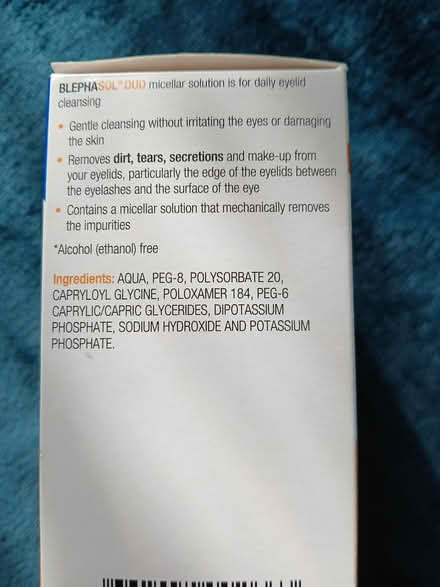 BLEPHASOL® DUO micellar solution is for daily eyelid
cleansing
• Gentle cleansing without irritating the eyes or damaging
the skin
• Removes dirt, tears, secretions and make-up from
your eyelids, particularly the edge of the eyelids between
the eyelashes and the surface of the eye
• Contains a micellar solution that mechanically removes
the impurities
*Alcohol (ethanol) free
Ingredients: AQUA, PEG-8, POLYSORBATE 20,
CAPRYLOYL GLYCINE, POLOXAMER 184, PEG-6
CAPRYLIC/CAPRIC GLYCERIDES, DIPOTASSIUM
PHOSPHATE, SODIUM HYDROXIDE AND POTASSIUM
PHOSPHATE.